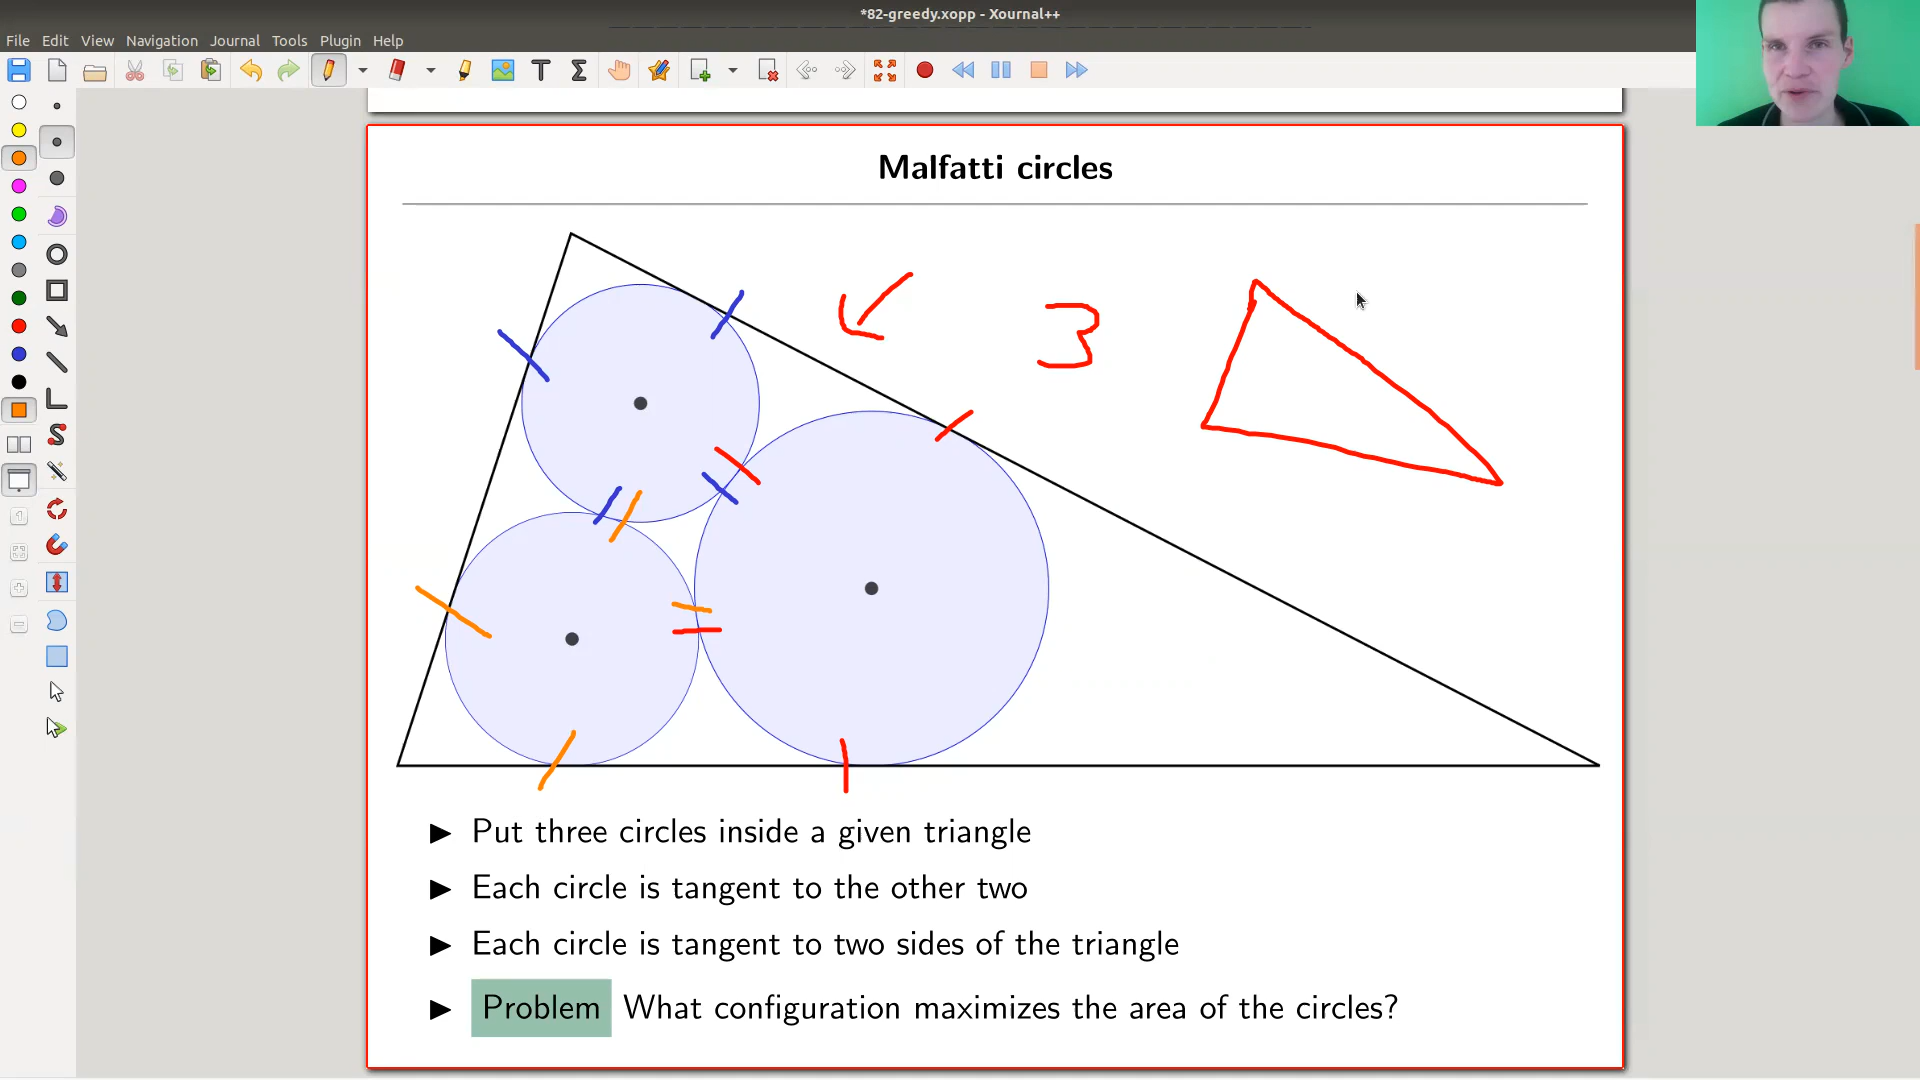 *82-greedy.xopp - Xournal++
File Edit View Navigation Journal Tools Plugin Help
Malfatti circles
3
▶ Put three circles inside a given triangle
▶ Each circle is tangent to the other two
▶ Each circle is tangent to two sides of the triangle
▶ Problem What configuration maximizes the area of the circles?